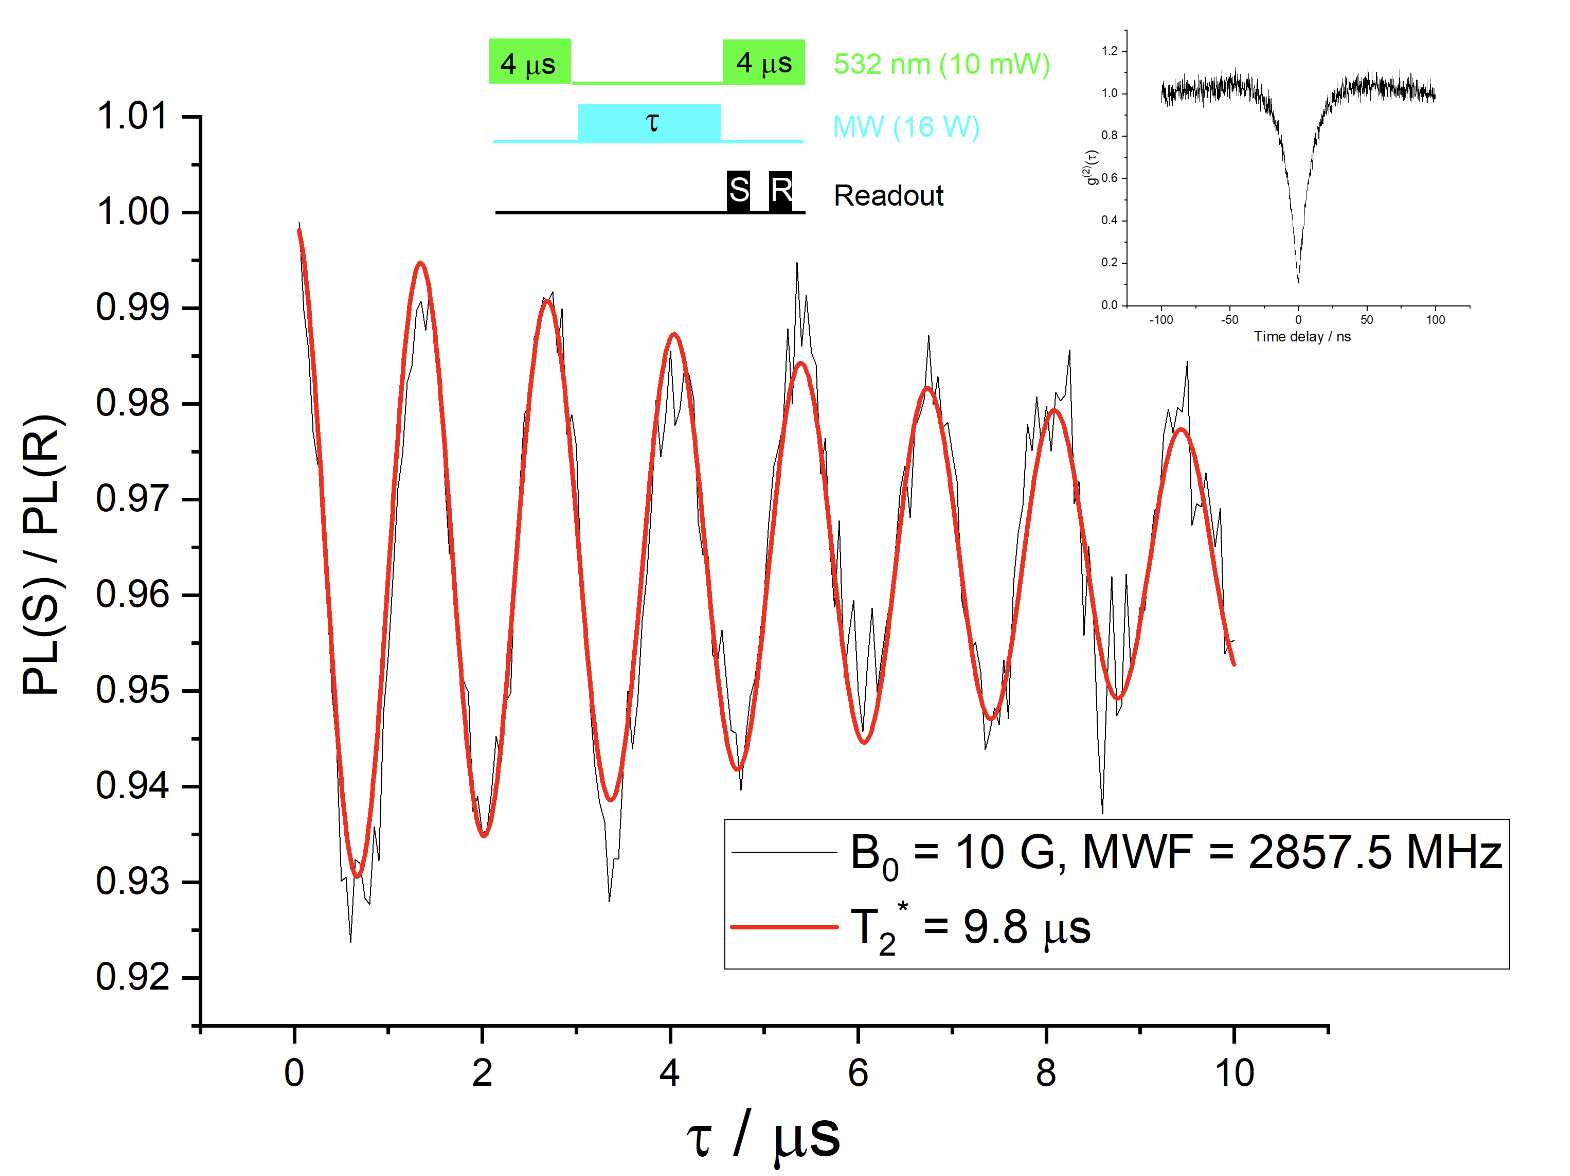 4 μs
4 μs
532 nm (10 mW)
τ
MW (16 W)
S
R
Readout
1.2
1.0
0.8
0.6
0.4
0.2
0.0
g(2)(τ)
-100
-50
0
50
100
Time delay / ns
1.01
1.00
0.99
0.98
0.97
0.96
0.95
0.94
0.93
0.92
PL(S) / PL(R)
B0 = 10 G, MWF = 2857.5 MHz
T2* = 9.8 μs
0
2
4
6
8
10
τ / μs